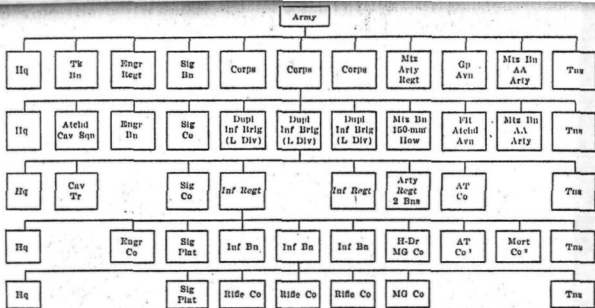 Army
Hq
Tk
Bn
Engr
Regt
Sig
Bn
Corps
Corps
Corps
Mtz
Arty
Regt
Gp
Avn
Mtz Bn
AA
Arty
Tns
Hq
Atchd
Cav Sqn
Engr
Bn
Sig
Co
Dupl
Inf Brig
(L Div)
Dupl
Inf Brig
(L Div)
Dupl
Inf Brig
(L Div)
Mtz Bn
150-mm
How
Flt
Atchd
Avn
Mtz Bn
AA
Arty
Tns
Hq
Cav
Tr
Sig
Co
Inf Regt
Inf Regt
Arty
Regt
2 Bns
AT
Co
Tns
Hq
Engr
Co
Sig
Plat
Inf Bn
Inf Bn
Inf Bn
H-Dr
MG Co
AT
Co
Mort
Co
Tns
Hq
Sig
Plat
Rifle Co
Rifle Co
Rifle Co
MG Co
Tns